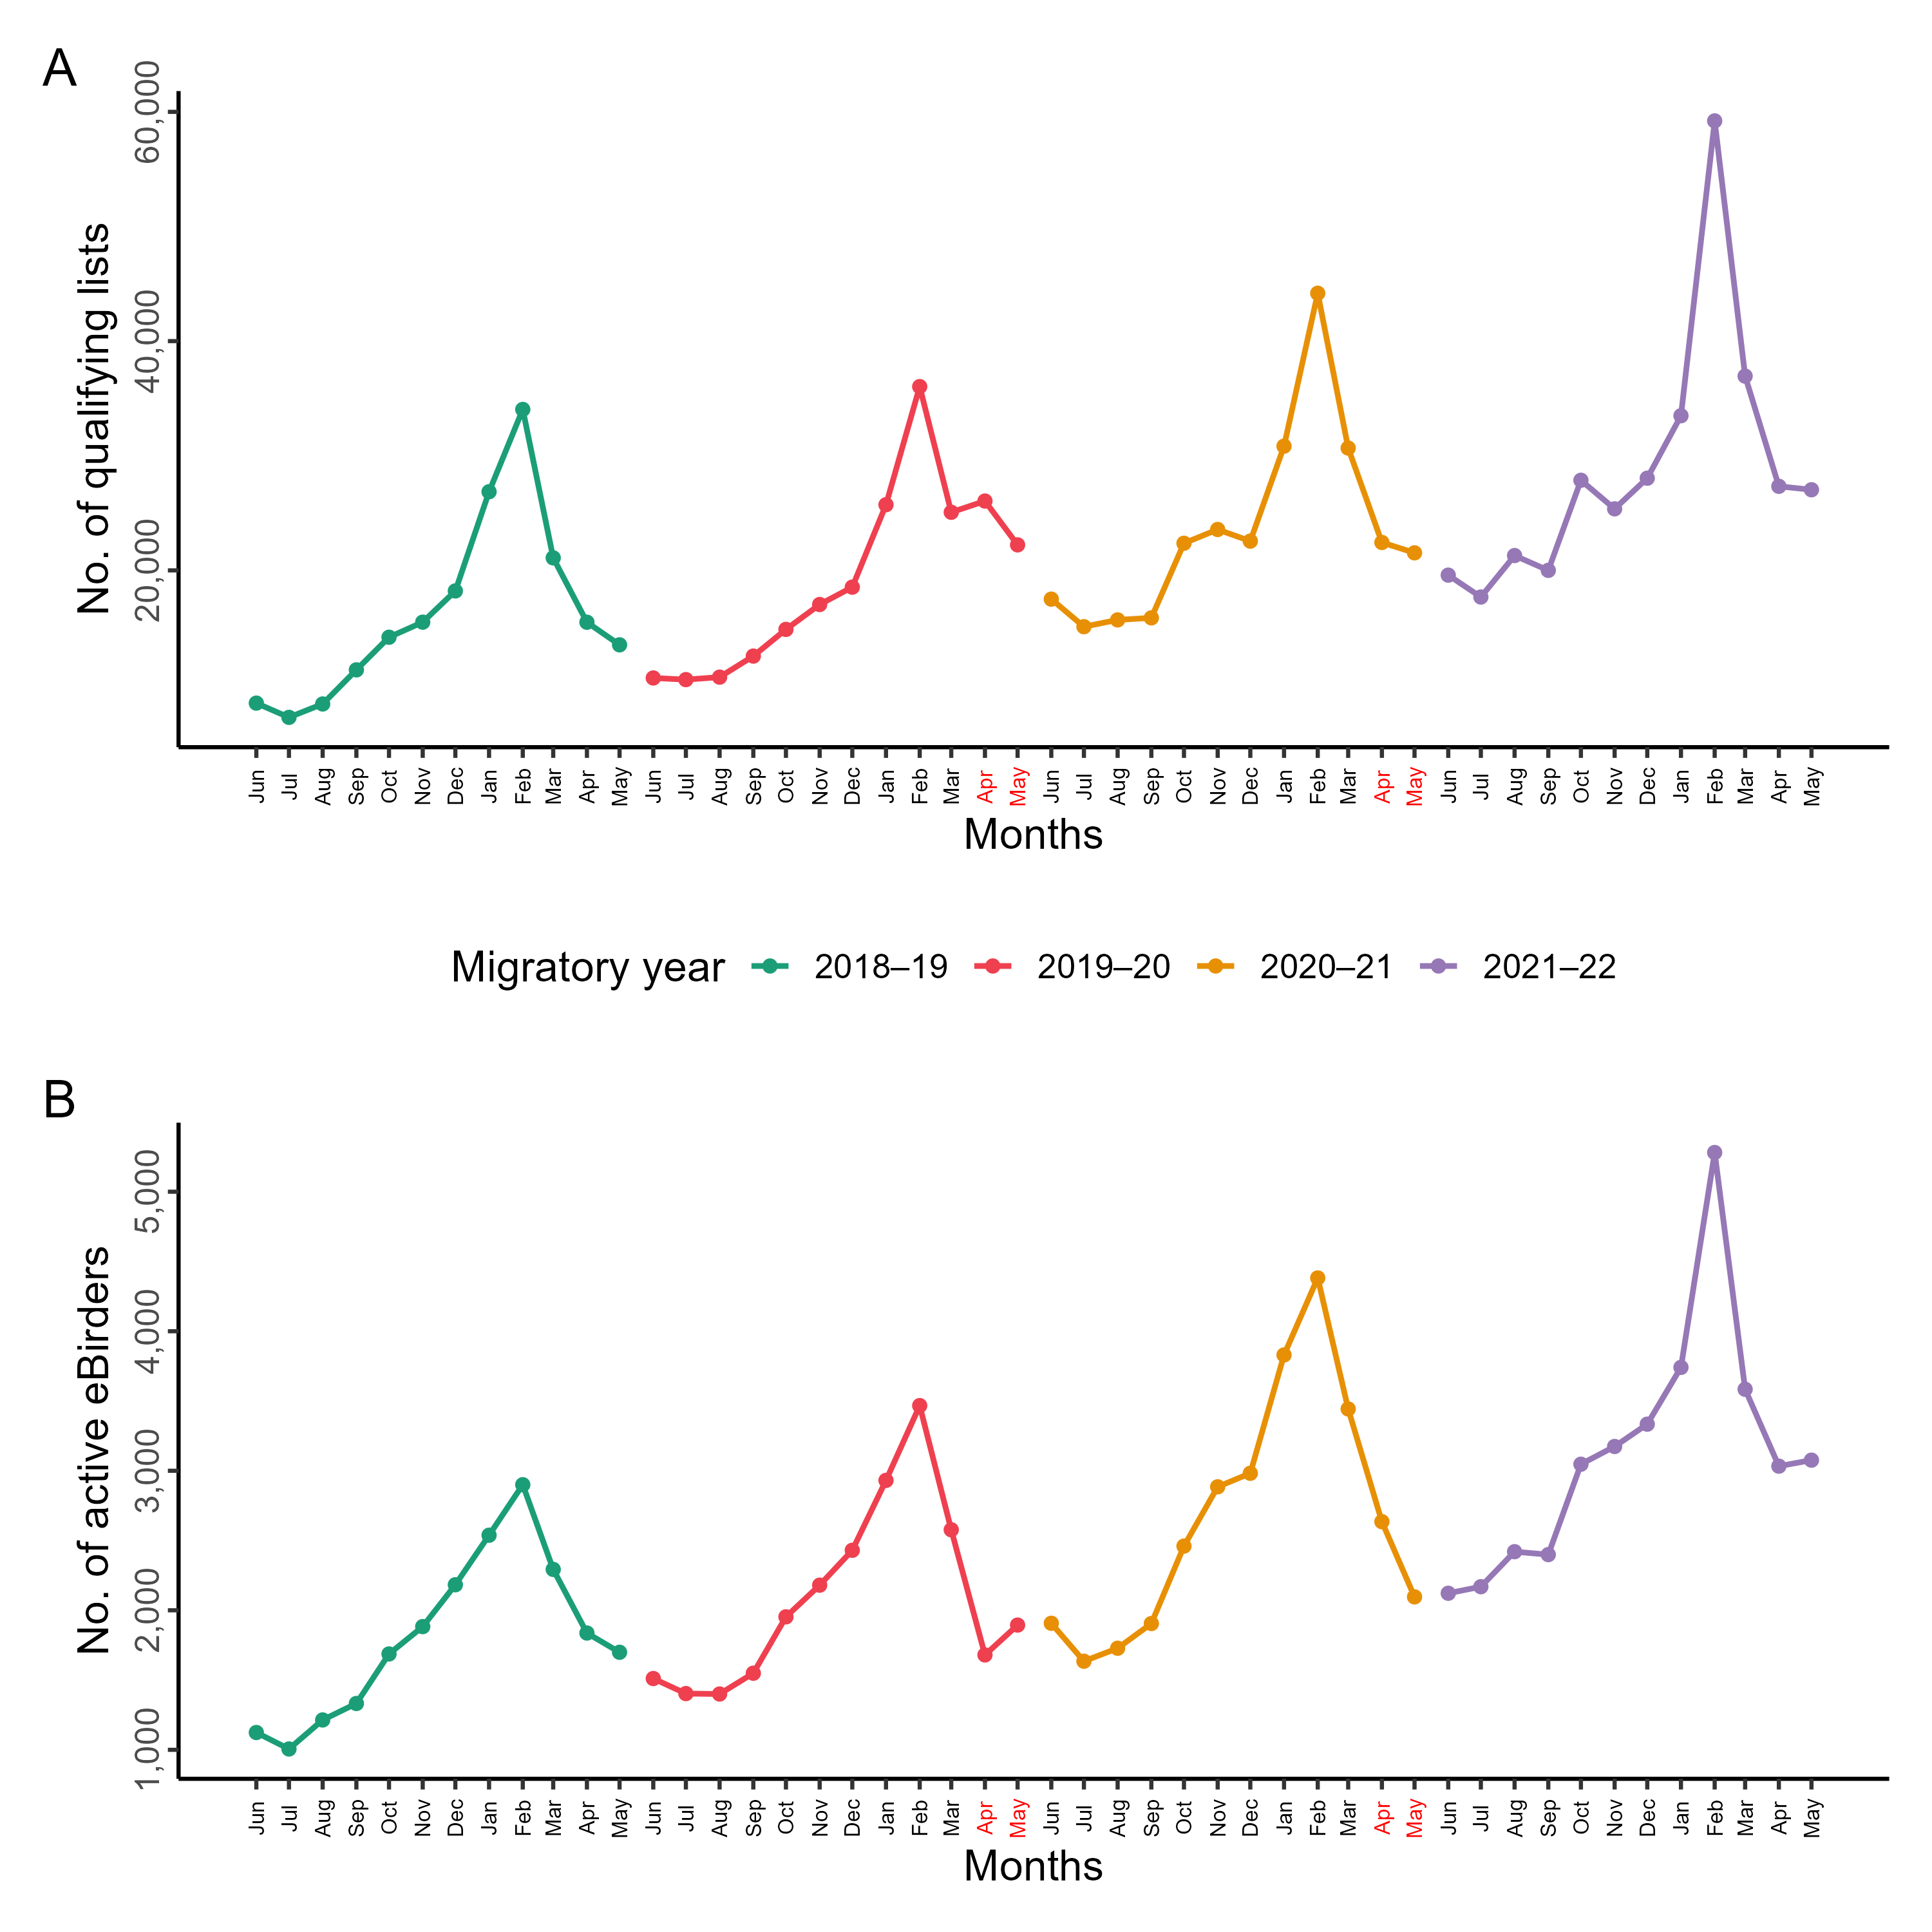 A
No. of qualifying lists
60,000
40,000
20,000
Jun Jul Aug Sep Oct Nov Dec Jan Feb Mar Apr May Jun Jul Aug Sep Oct Nov Dec Jan Feb Mar Apr May Jun Jul Aug Sep Oct Nov Dec Jan Feb Mar Apr May Jun Jul Aug Sep Oct Nov Dec Jan Feb Mar Apr May
Months
Migratory year 2018–19 2019–20 2020–21 2021–22
B
No. of active eBirders
5,000
4,000
3,000
2,000
1,000
Jun Jul Aug Sep Oct Nov Dec Jan Feb Mar Apr May Jun Jul Aug Sep Oct Nov Dec Jan Feb Mar Apr May Jun Jul Aug Sep Oct Nov Dec Jan Feb Mar Apr May Jun Jul Aug Sep Oct Nov Dec Jan Feb Mar Apr May
Months